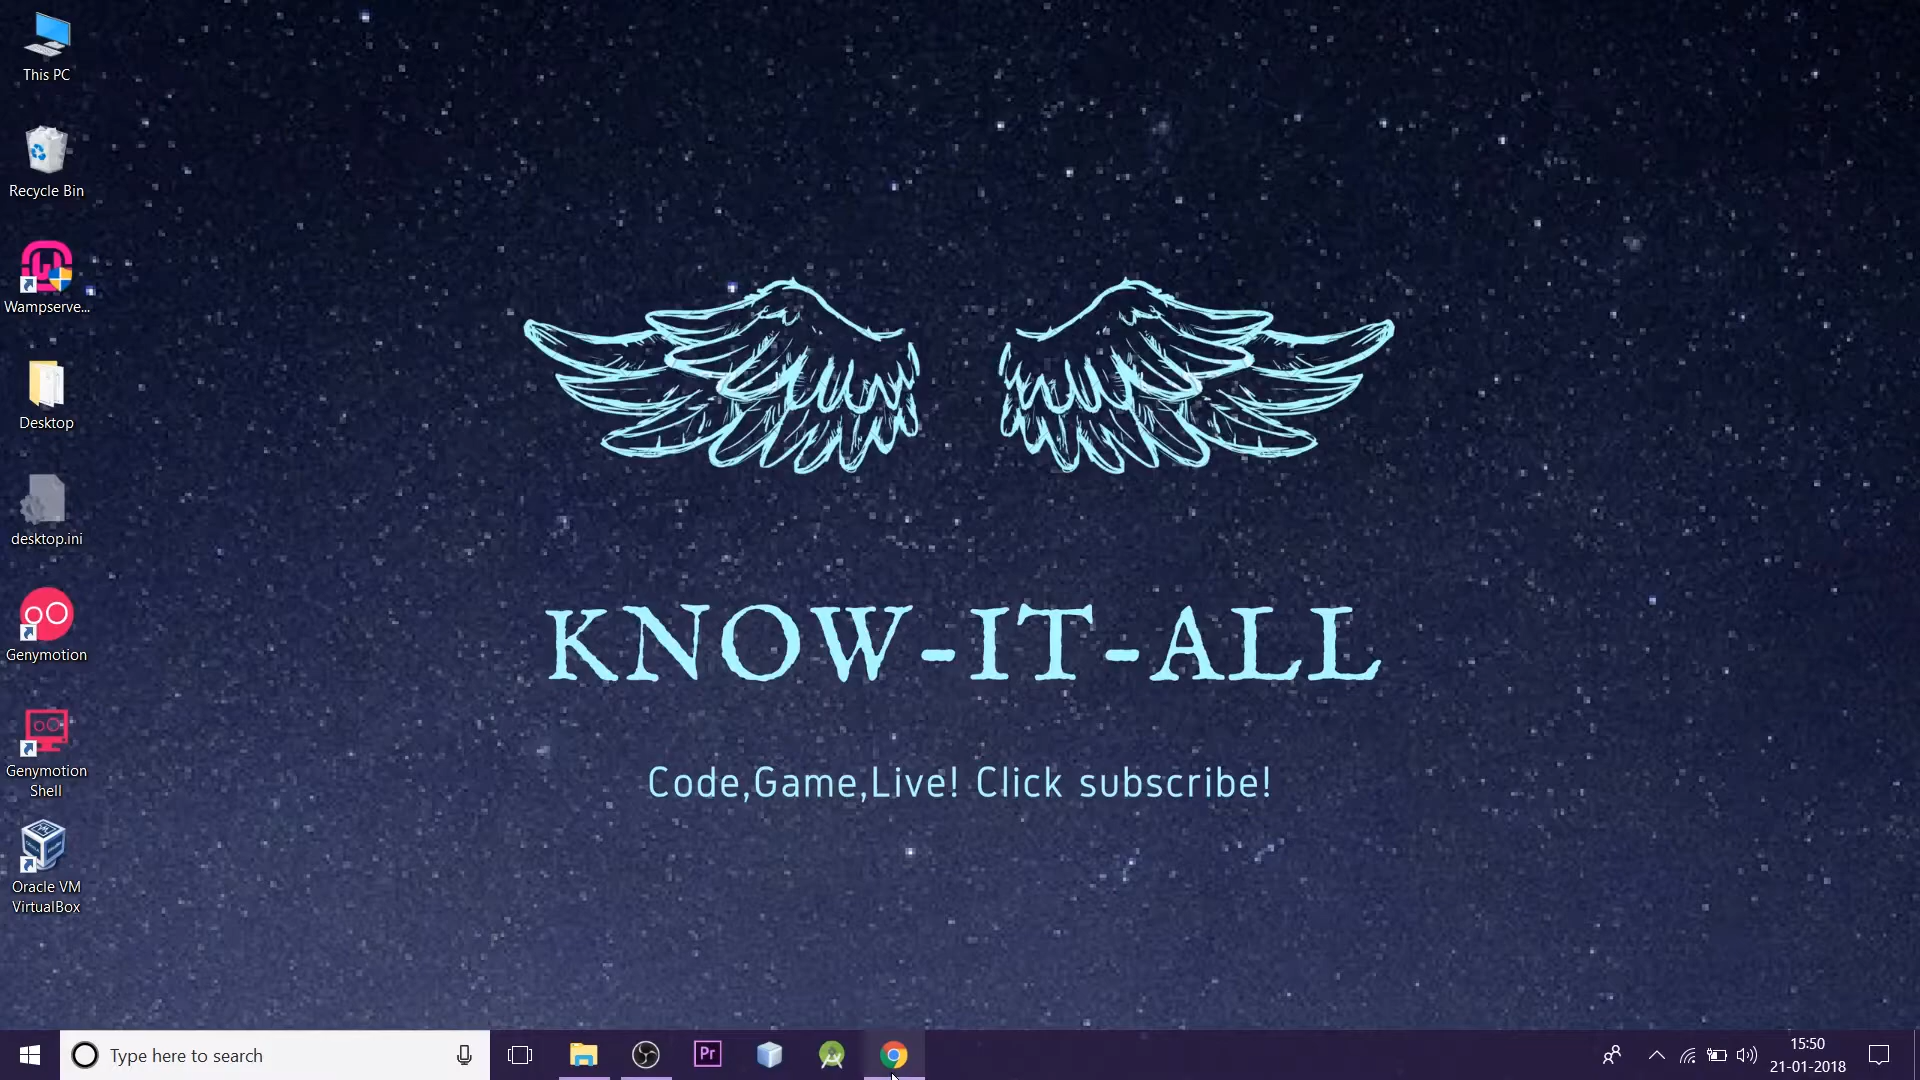 This PC
Recycle Bin
Wampserve...
Desktop
desktop.ini
Genymotion
Genymotion
Shell
Oracle VM
VirtualBox
KNOW-IT-ALL
Code,Game,Live! Click subscribe!
Type here to search
Pr
15:50
21-01-2018